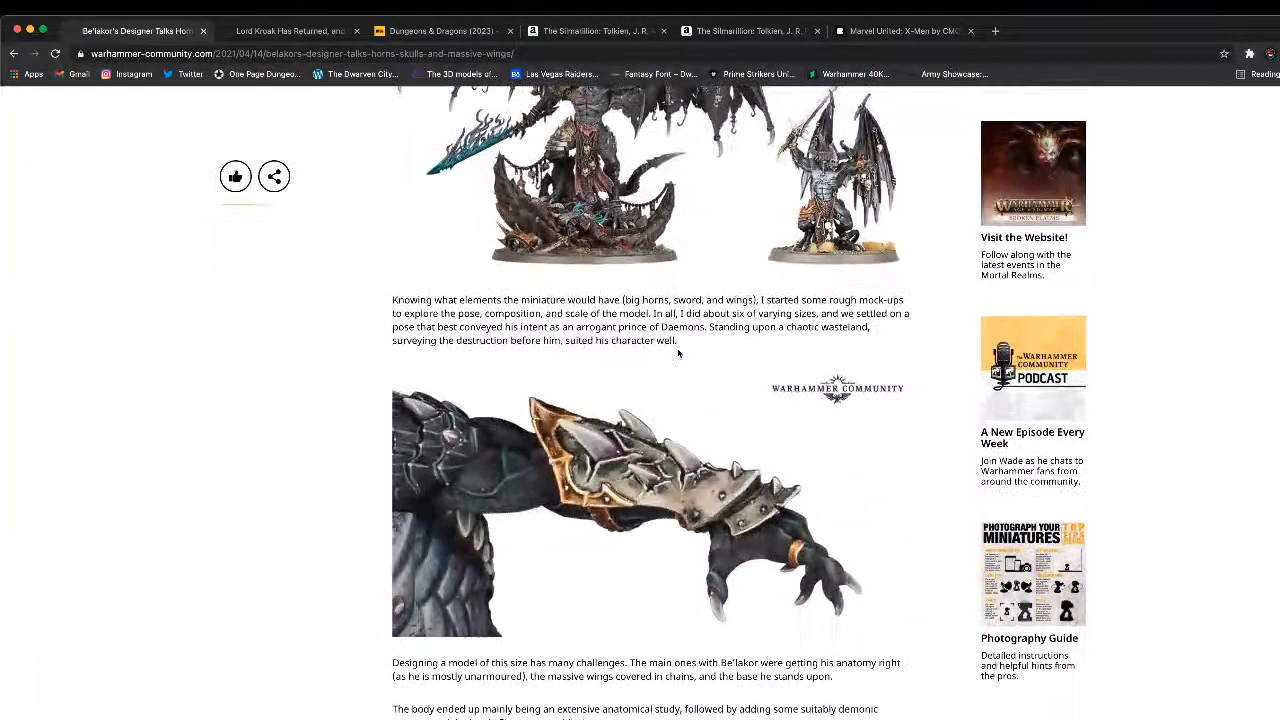 Be'lakor's Designer Talks Horn
Lord Kroak Has Returned, and
Dungeons & Dragons (2023) -
The Silmarillion: Tolkien, J. R. 
The Silmarillion: Tolkien, J. R. 
Marvel United: X-Men by CMO
warhammer-community.com/2021/04/14/belakors-designer-talks-horns-skulls-and-massive-wings/
Apps
Gmail
Instagram
Twitter
One Page Dungeo...
The Dwarven City...
The 3D models of...
Las Vegas Raiders...
Fantasy Font – Dw...
Prime Strikers Uni...
Warhammer 40K...
Army Showcase:...
Reading
WARHAMMER
BROKEN REALMS
Visit the Website!
Follow along with the
latest events in the
Mortal Realms.
Knowing what elements the miniature would have (big horns, sword, and wings), I started some rough mock-ups
to explore the pose, composition, and scale of the model. In all, I did about six of varying sizes, and we settled on a
pose that best conveyed his intent as an arrogant prince of Daemons. Standing upon a chaotic wasteland,
surveying the destruction before him, suited his character well.
WARHAMMER COMMUNITY
The WARHAMMER
COMMUNITY
PODCAST
A New Episode Every
Week
Join Wade as he chats to
Warhammer fans from
around the community.
PHOTOGRAPH YOUR
MINIATURES
Photography Guide
Detailed instructions
and helpful hints from
the pros.
Designing a model of this size has many challenges. The main ones with Be'lakor were getting his anatomy right
(as he is mostly unarmoured), the massive wings covered in chains, and the base he stands upon.
The body ended up mainly being an extensive anatomical study, followed by adding some suitably demonic